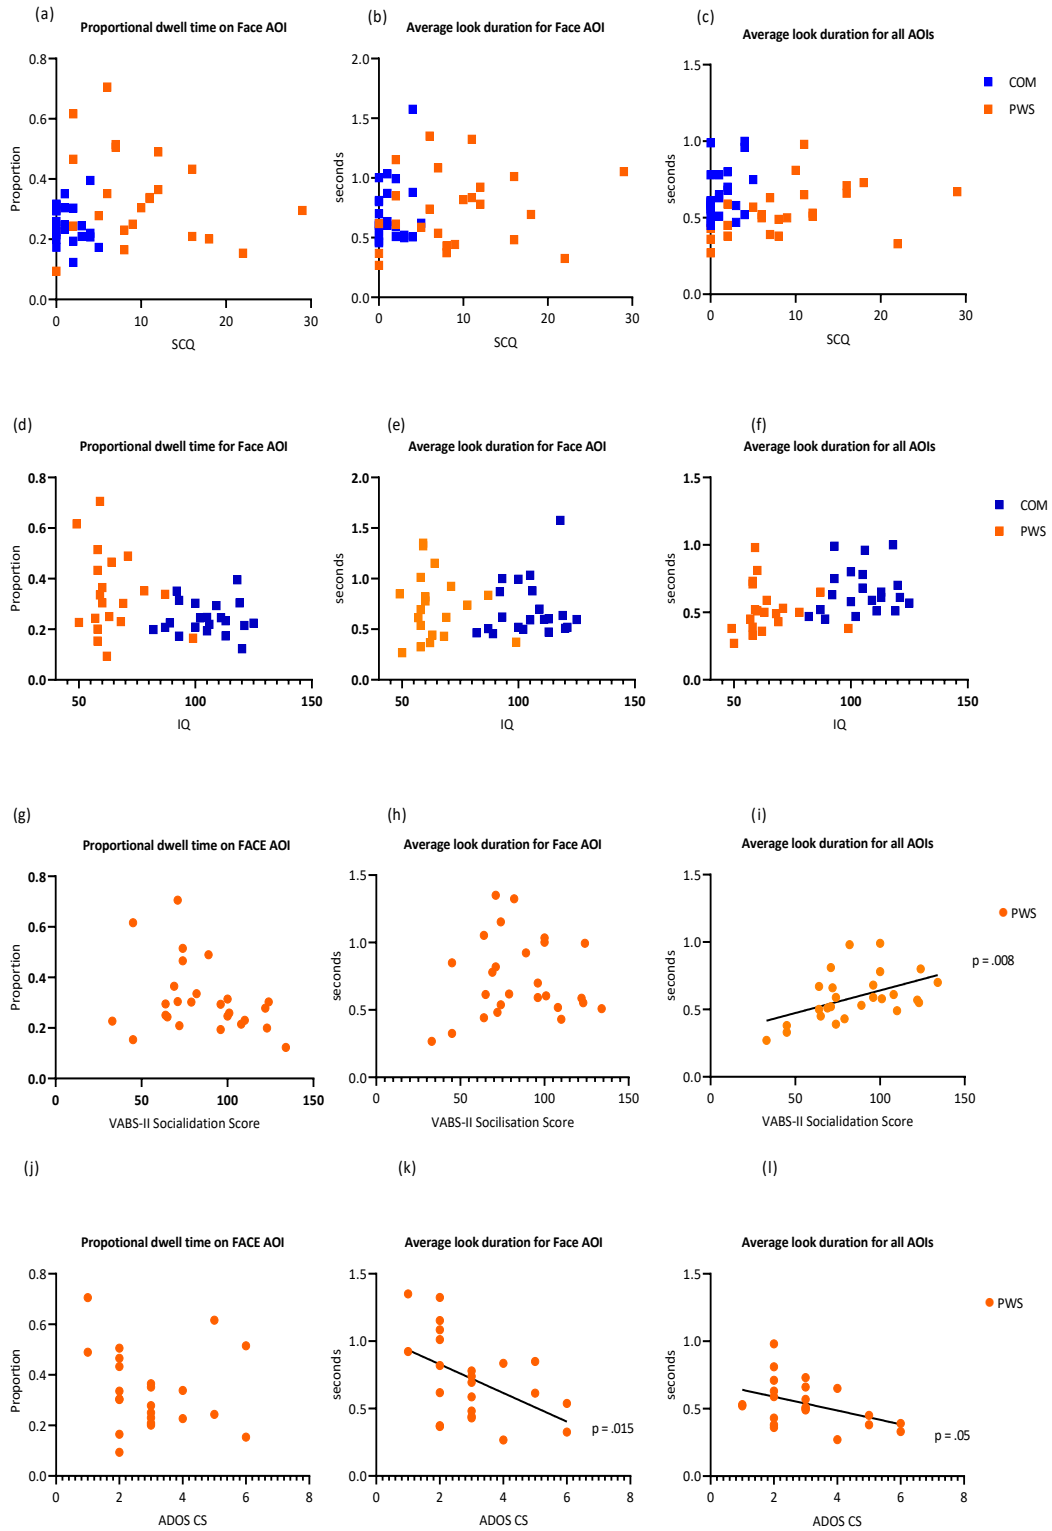 (a) (b) (c)
Proportional dwell time on Face AOI Average look duration for Face AOI Average look duration for all AOIs
0.8 2.0 1.5
COM
PWS
0.6 1.5
1.0
Proportion seconds seconds
0.4 1.0
0.5
0.2 0.5
0.0 0.0 0.0
0 10 20 30 0 10 20 30 0 10 20 30
SCQ SCQ SCQ
(d) (e) (f)
Proportional dwell time for Face AOI Average look duration for Face AOI Average look duration for all AOIs
0.8 2.0 1.5
COM
PWS
0.6 1.5
1.0
Proportion seconds seconds
0.4 1.0
0.5
0.2 0.5
0.0 0.0 0.0
50 100 150 50 100 150 50 100 150
IQ IQ IQ
(g) (h) (i)
Proportional dwell time on FACE AOI Average look duration for Face AOI Average look duration for all AOIs
0.8 1.5 1.5
PWS
0.6
1.0 1.0
p = .008
Proportion seconds seconds
0.4
0.5 0.5
0.2
0.0 0.0 0.0
0 50 100 150 0 50 100 150 0 50 100 150
VABS-II Socialidation Score VABS-II Socilisation Score VABS-II Socialidation Score
(j) (k) (l)
Propotional dwell time on FACE AOI Average look duration for Face AOI Average look duration for all AOIs
0.8 1.5 1.5
PWS
0.6
1.0 1.0
Proportion seconds seconds
0.4
0.5 0.5
p = .015 p = .05
0.2
0.0 0.0 0.0
0 2 4 6 8 0 2 4 6 8 0 2 4 6 8
ADOS CS ADOS CS ADOS CS